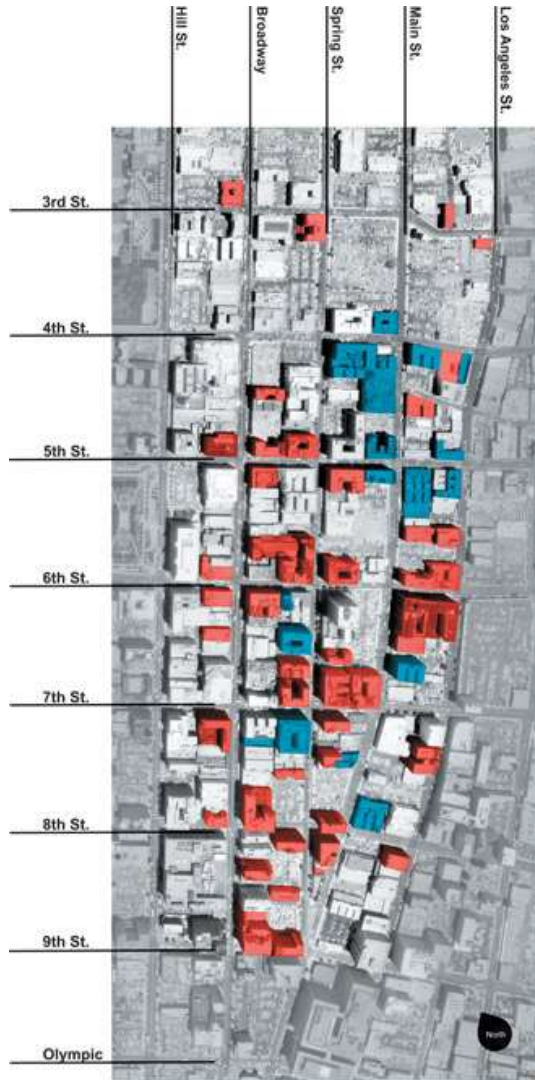 Hill St.
Broadway
Spring St.
Main St.
Los Angeles St.
3rd St.
4th St.
5th St.
6th St.
7th St.
8th St.
9th St.
Olympic
North